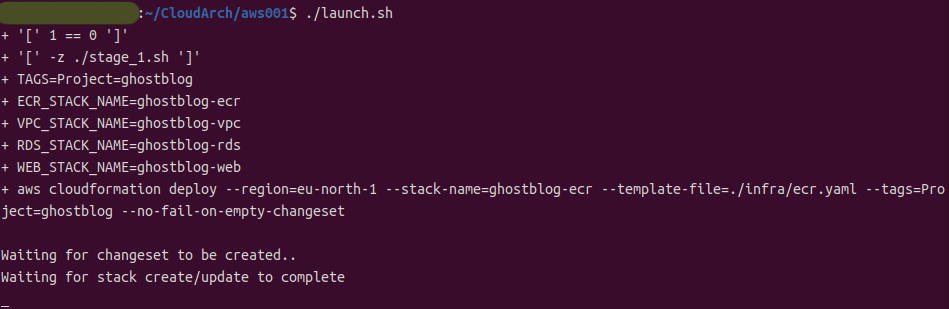 :~/CloudArch/aws001$ ./launch.sh
+ '[' 1 == 0 ']'
+ '[' -z ./stage_1.sh ']'
+ TAGS=Project=ghostblog
+ ECR_STACK_NAME=ghostblog-ecr
+ VPC_STACK_NAME=ghostblog-vpc
+ RDS_STACK_NAME=ghostblog-rds
+ WEB_STACK_NAME=ghostblog-web
+ aws cloudformation deploy --region=eu-north-1 --stack-name=ghostblog-ecr --template-file=./infra/ecr.yaml --tags=Pro
ject=ghostblog --no-fail-on-empty-changeset
Waiting for changeset to be created..
Waiting for stack create/update to complete